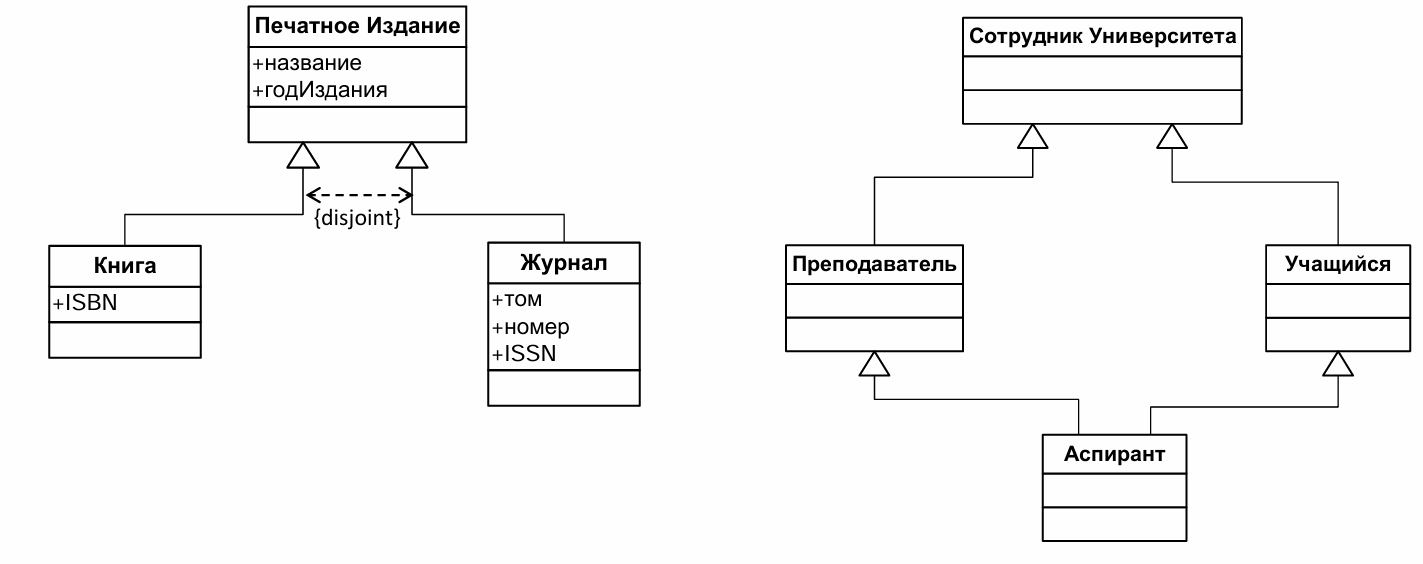 Печатное Издание
+название
+годИздания
{disjoint}
Книга
+ISBN
Журнал
+том
+номер
+ISSN
Сотрудник Университета
Преподаватель
Учащийся
Аспирант